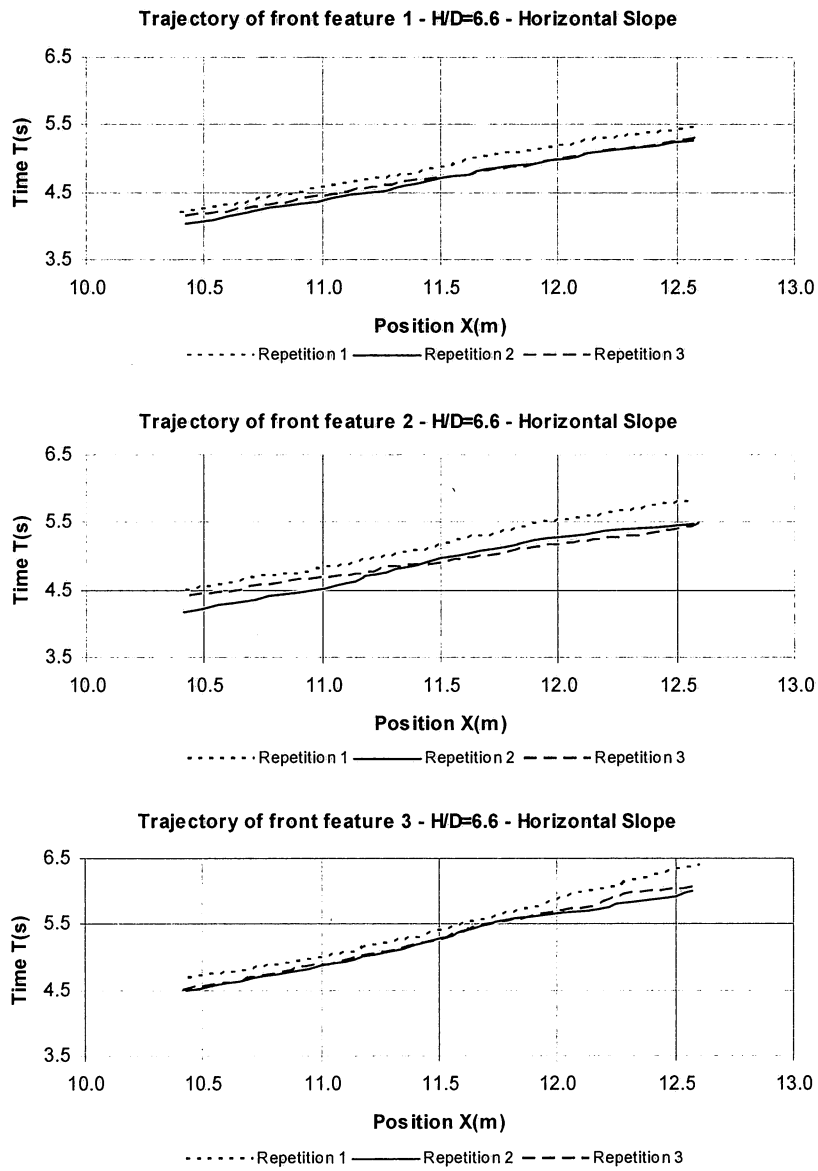 Trajectory of front feature 1 - H/D=6.6 - Horizontal Slope
6.5
5.5
4.5
3.5
Time T(s)
10.0 10.5 11.0 11.5 12.0 12.5 13.0
Position X(m)
Repetition 1 Repetition 2 Repetition 3
Trajectory of front feature 2 - H/D=6.6 - Horizontal Slope
6.5
5.5
4.5
3.5
Time T(s)
10.0 10.5 11.0 11.5 12.0 12.5 13.0
Position X(m)
Repetition 1 Repetition 2 Repetition 3
Trajectory of front feature 3 - H/D=6.6 - Horizontal Slope
6.5
5.5
4.5
3.5
Time T(s)
10.0 10.5 11.0 11.5 12.0 12.5 13.0
Position X(m)
Repetition 1 Repetition 2 Repetition 3